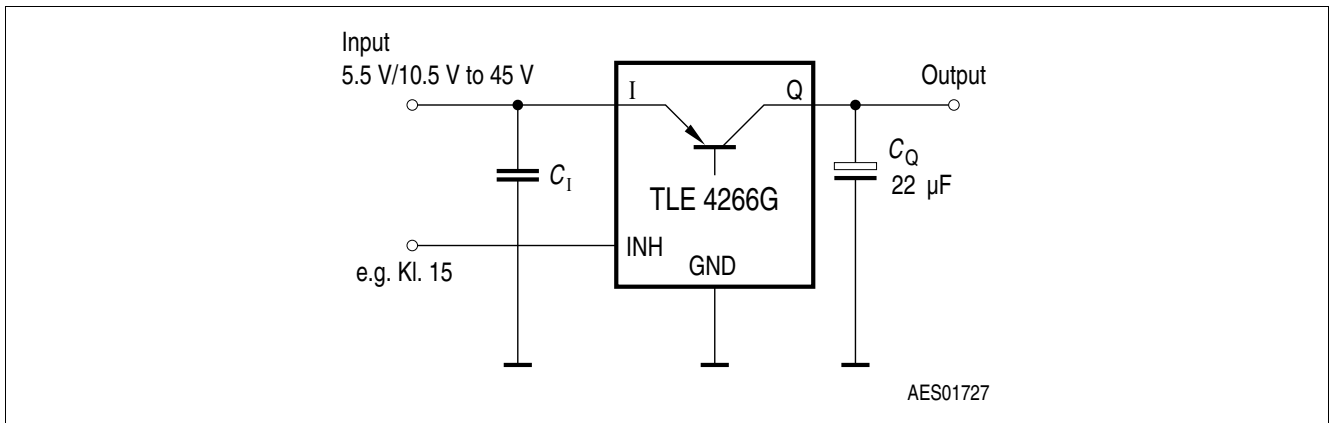 Input
5.5 V/10.5 V to 45 V
Output
I
Q
C_I
C_Q
22 µF
TLE 4266G
INH
e.g. Kl. 15
GND
AES01727